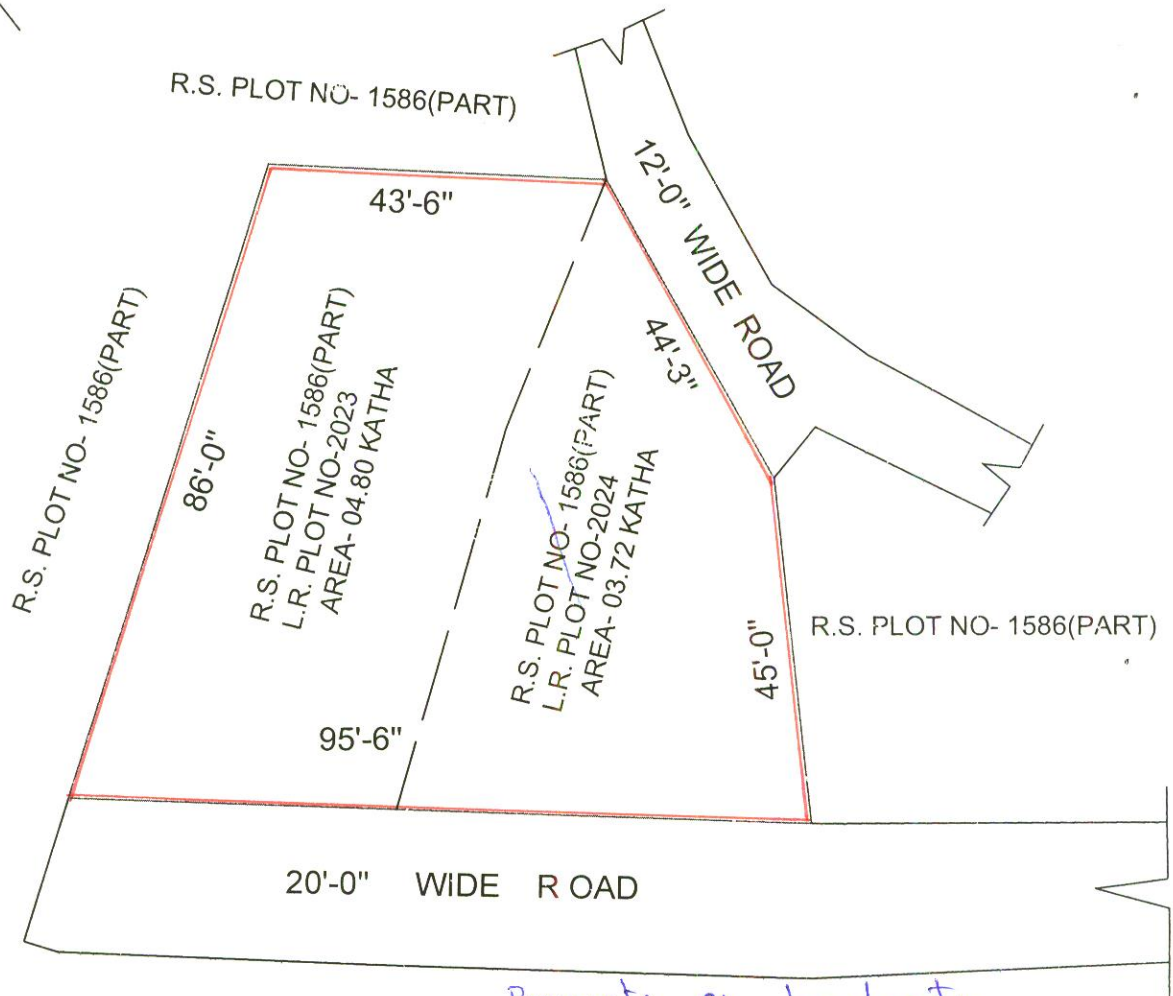 R.S. PLOT NO- 1586(PART)
12'-0" WIDE ROAD
43'-6"
44'-3"
R.S. PLOT NO- 1586(PART)
86'-0"
R.S. PLOT NO- 1586(PART)
L.R. PLOT NO-2023
AREA- 04.80 KATHA
R.S. PLOT NO- 1586(PART)
L.R. PLOT NO-2024
AREA- 03.72 KATHA
45'-0"
R.S. PLOT NO- 1586(PART)
95'-6"
20'-0" WIDE ROAD